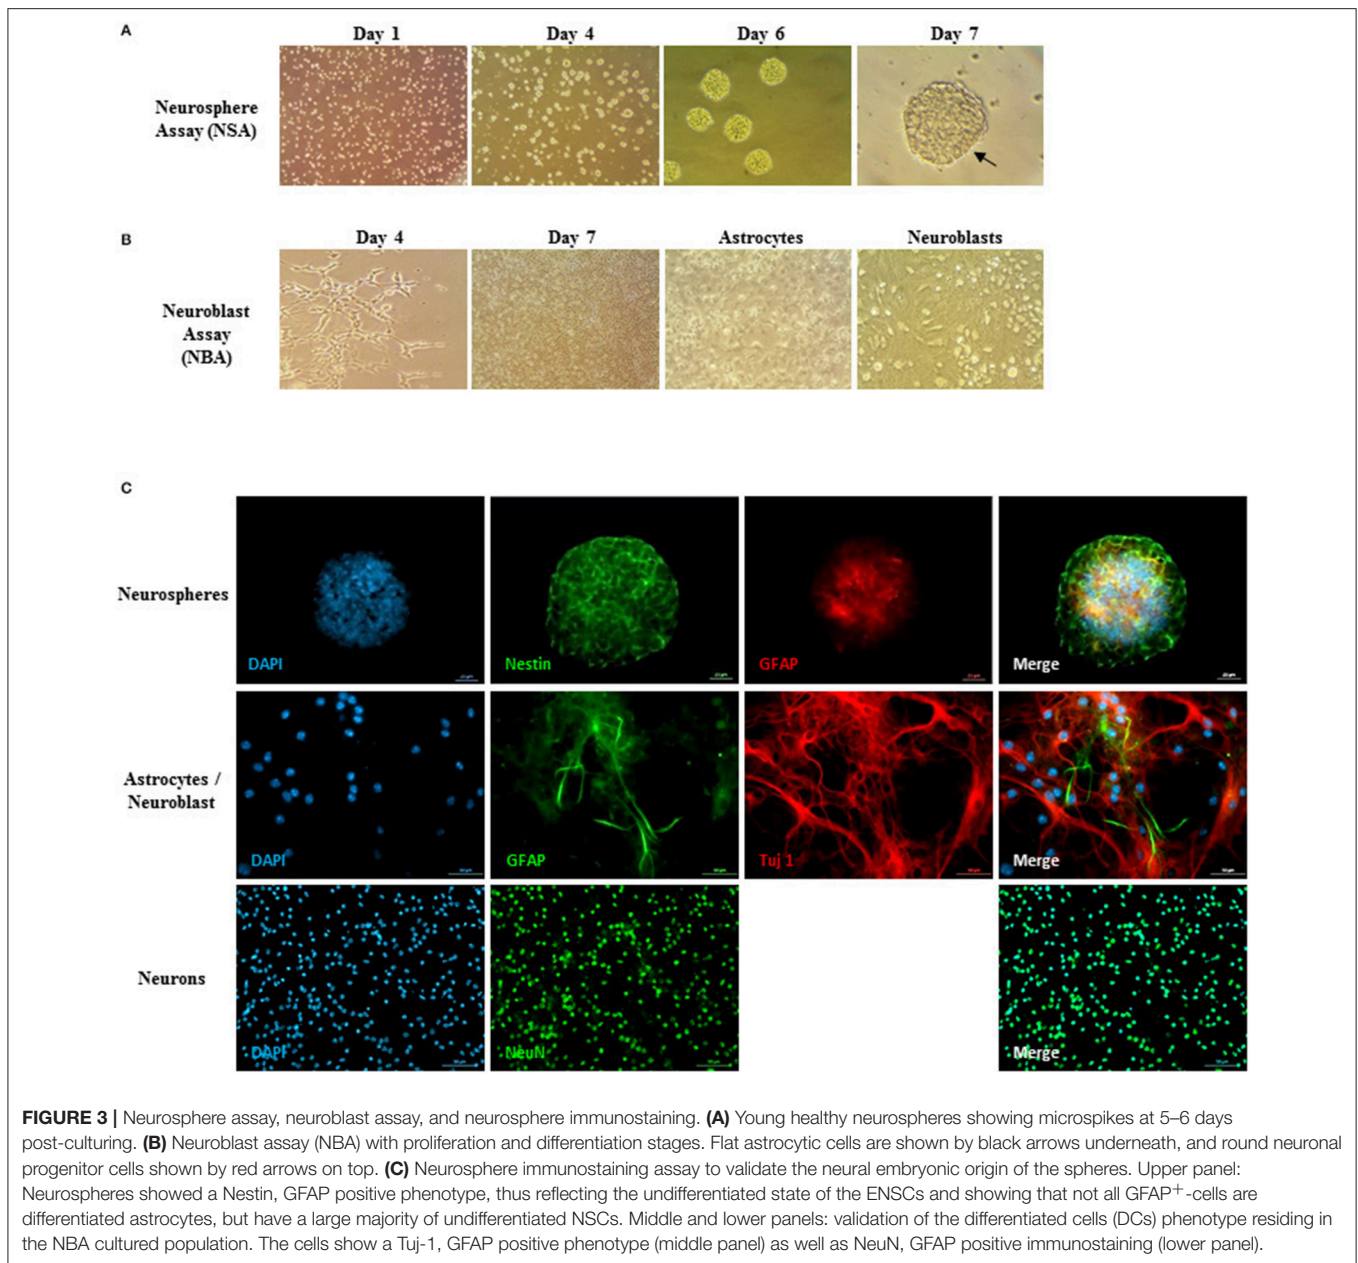 A
Day 1
Day 4
Day 6
Day 7
Neurosphere
Assay (NSA)
B
Day 4
Day 7
Astrocytes
Neuroblasts
Neuroblast
Assay
(NBA)
C
Neurospheres
DAPI
Nestin
GFAP
Merge
Astrocytes /
Neuroblast
DAPI
GFAP
Tuj 1
Merge
Neurons
DAPI
NeuN
Merge
FIGURE 3 | Neurosphere assay, neuroblast assay, and neurosphere immunostaining. (A) Young healthy neurospheres showing microspikes at 5–6 days
post-culturing. (B) Neuroblast assay (NBA) with proliferation and differentiation stages. Flat astrocytic cells are shown by black arrows underneath, and round neuronal
progenitor cells shown by red arrows on top. (C) Neurosphere immunostaining assay to validate the neural embryonic origin of the spheres. Upper panel:
Neurospheres showed a Nestin, GFAP positive phenotype, thus reflecting the undifferentiated state of the ENSCs and showing that not all GFAP⁺-cells are
differentiated astrocytes, but have a large majority of undifferentiated NSCs. Middle and lower panels: validation of the differentiated cells (DCs) phenotype residing in
the NBA cultured population. The cells show a Tuj-1, GFAP positive phenotype (middle panel) as well as NeuN, GFAP positive immunostaining (lower panel).